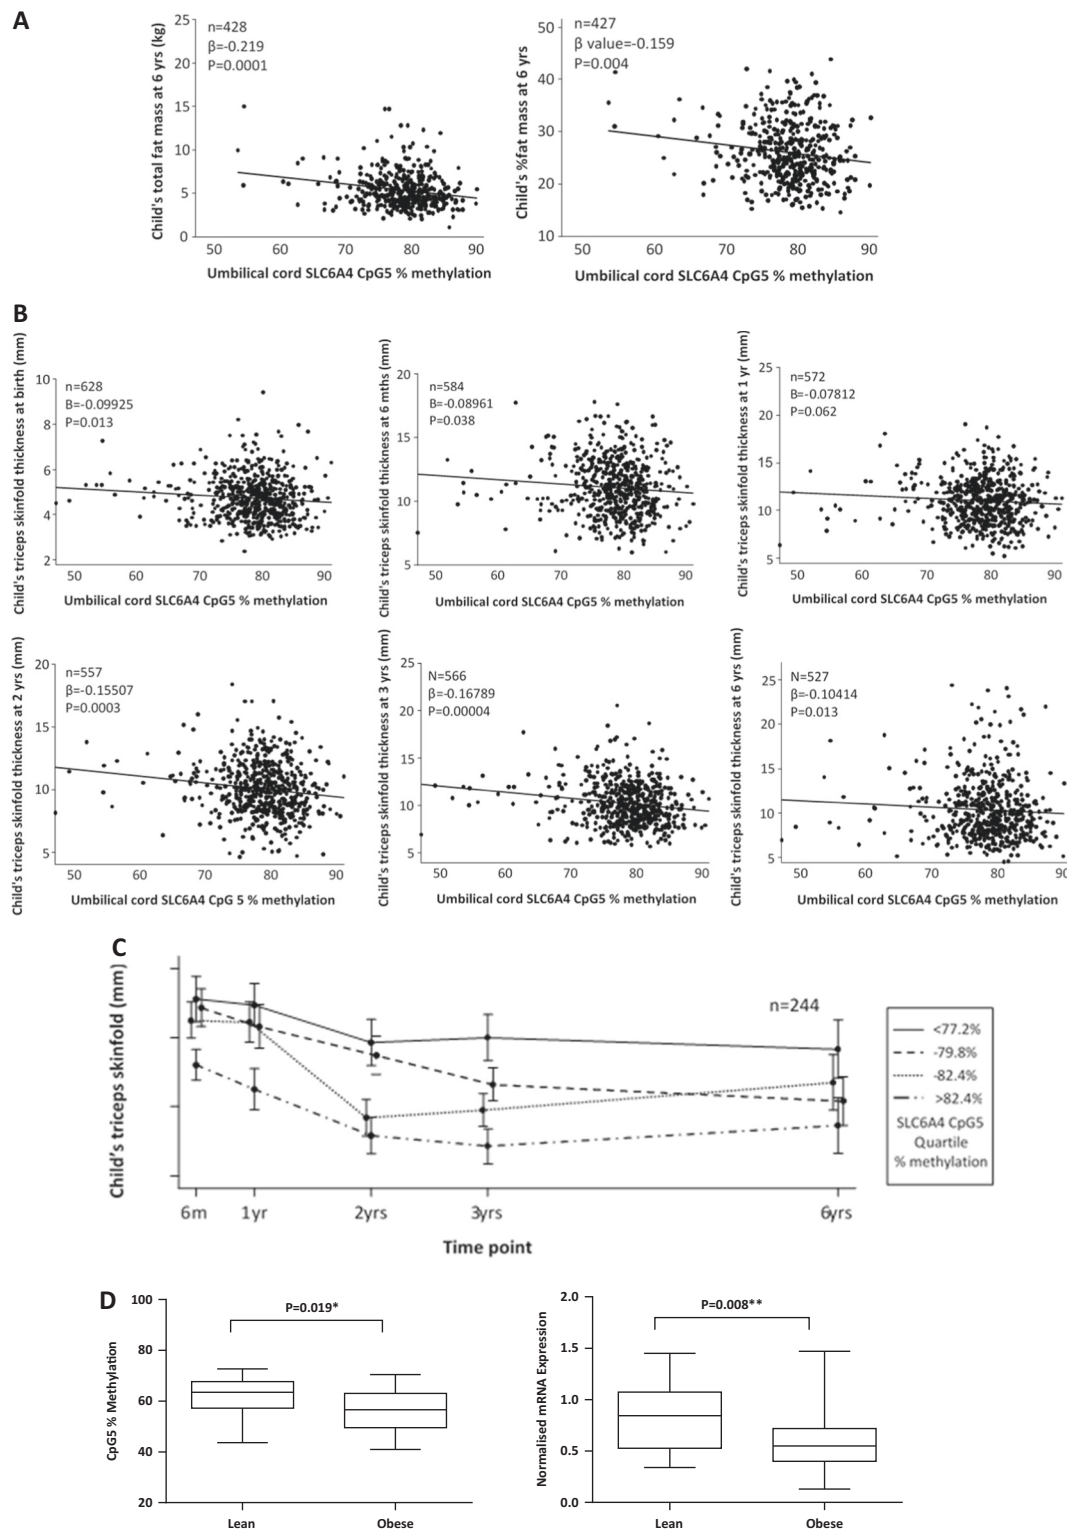 A
Child's total fat mass at 6 yrs (kg)
25
20
15
10
5
0
n=428
β=-0.219
P=0.0001
50 60 70 80 90
Umbilical cord SLC6A4 CpG5 % methylation
Child's %fat mass at 6 yrs
50
40
30
20
10
n=427
β value=-0.159
P=0.004
50 60 70 80 90
Umbilical cord SLC6A4 CpG5 % methylation
B
Child's triceps skinfold thickness at birth (mm)
10
8
6
4
2
n=628
B=-0.09925
P=0.013
50 60 70 80 90
Umbilical cord SLC6A4 CpG5 % methylation
Child's triceps skinfold thickness at 6 mths (mm)
20
15
10
5
n=584
B=-0.08961
P=0.038
50 60 70 80 90
Umbilical cord SLC6A4 CpG5 % methylation
Child's triceps skinfold thickness at 1 yr (mm)
25
20
15
10
5
n=572
B=-0.07812
P=0.062
50 60 70 80 90
Umbilical cord SLC6A4 CpG5 % methylation
Child's triceps skinfold thickness at 2 yrs (mm)
20
15
10
5
n=557
β=-0.15507
P=0.0003
50 60 70 80 90
Umbilical cord SLC6A4 CpG 5 % methylation
Child's triceps skinfold thickness at 3 yrs (mm)
25
20
15
10
5
N=566
β=-0.16789
P=0.00004
50 60 70 80 90
Umbilical cord SLC6A4 CpG5 % methylation
Child's triceps skinfold thickness at 6 yrs (mm)
25
20
15
10
5
N=527
β=-0.10414
P=0.013
50 60 70 80 90
Umbilical cord SLC6A4 CpG5 % methylation
C
Child's triceps skinfold (mm)
n=244
6m 1yr 2yrs 3yrs 6yrs
Time point
<77.2%
-79.8%
-82.4%
>82.4%
SLC6A4 CpG5
Quartile
% methylation
D
CpG5 % Methylation
100
80
60
40
20
P=0.019*
Lean Obese
Normalised mRNA Expression
2.0
1.5
1.0
0.5
0.0
P=0.008**
Lean Obese